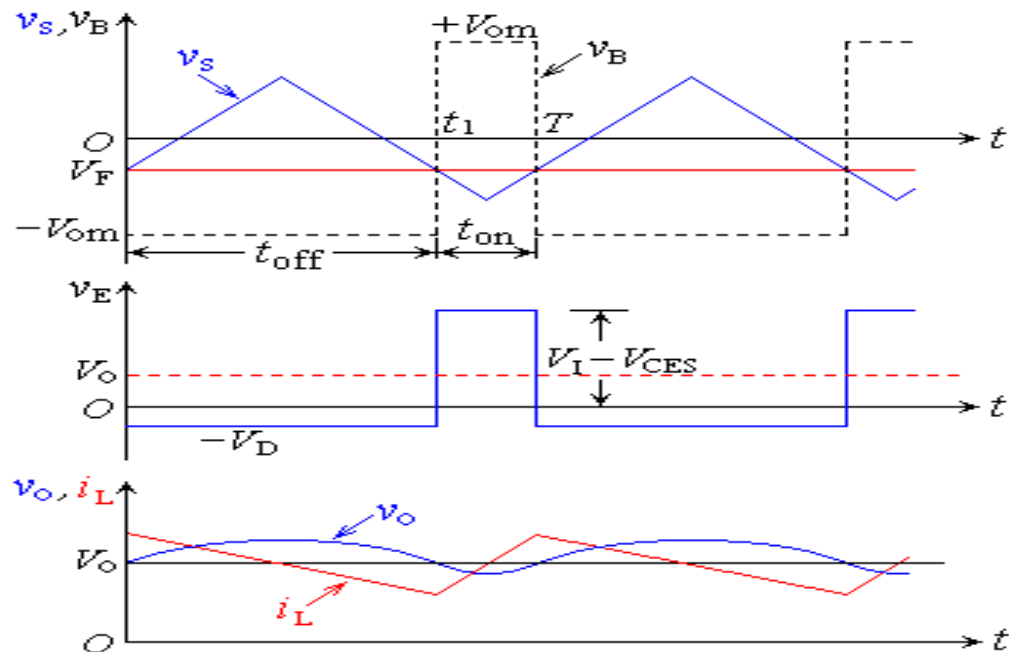 vS,vB
+Vom
vS
vB
t1
T
O
t
VF
−Vom
toff
ton
vE
VI−VCES
VO
O
t
−VD
vO,iL
vO
VO
iL
O
t